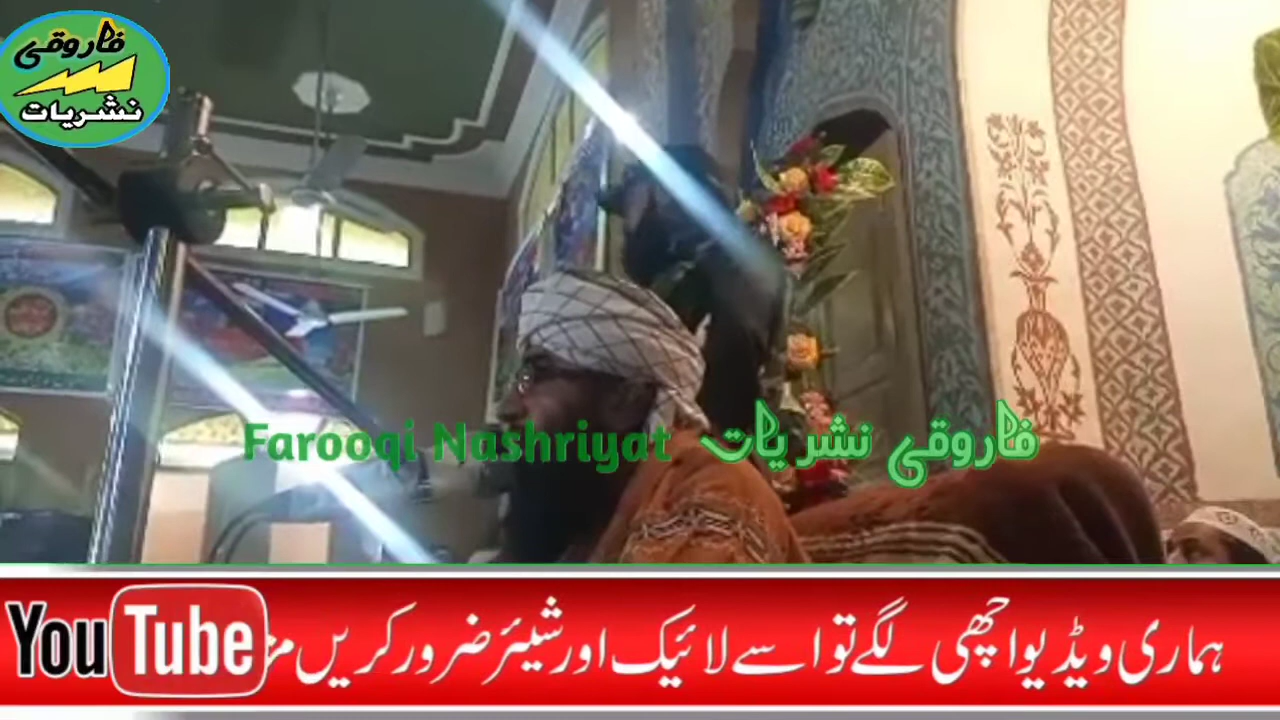 فاروقی
نشریات
Farooqi Nashriyat فاروقی نشریات
YouTube ہماری ویڈیو اچھی لگے تو اسے لائیک اور شیئر ضرور کریں